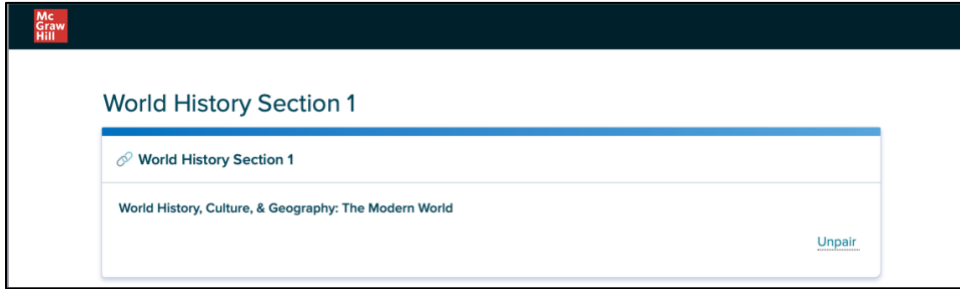 Mc
Graw
Hill
World History Section 1
World History Section 1
World History, Culture, & Geography: The Modern World
Unpair